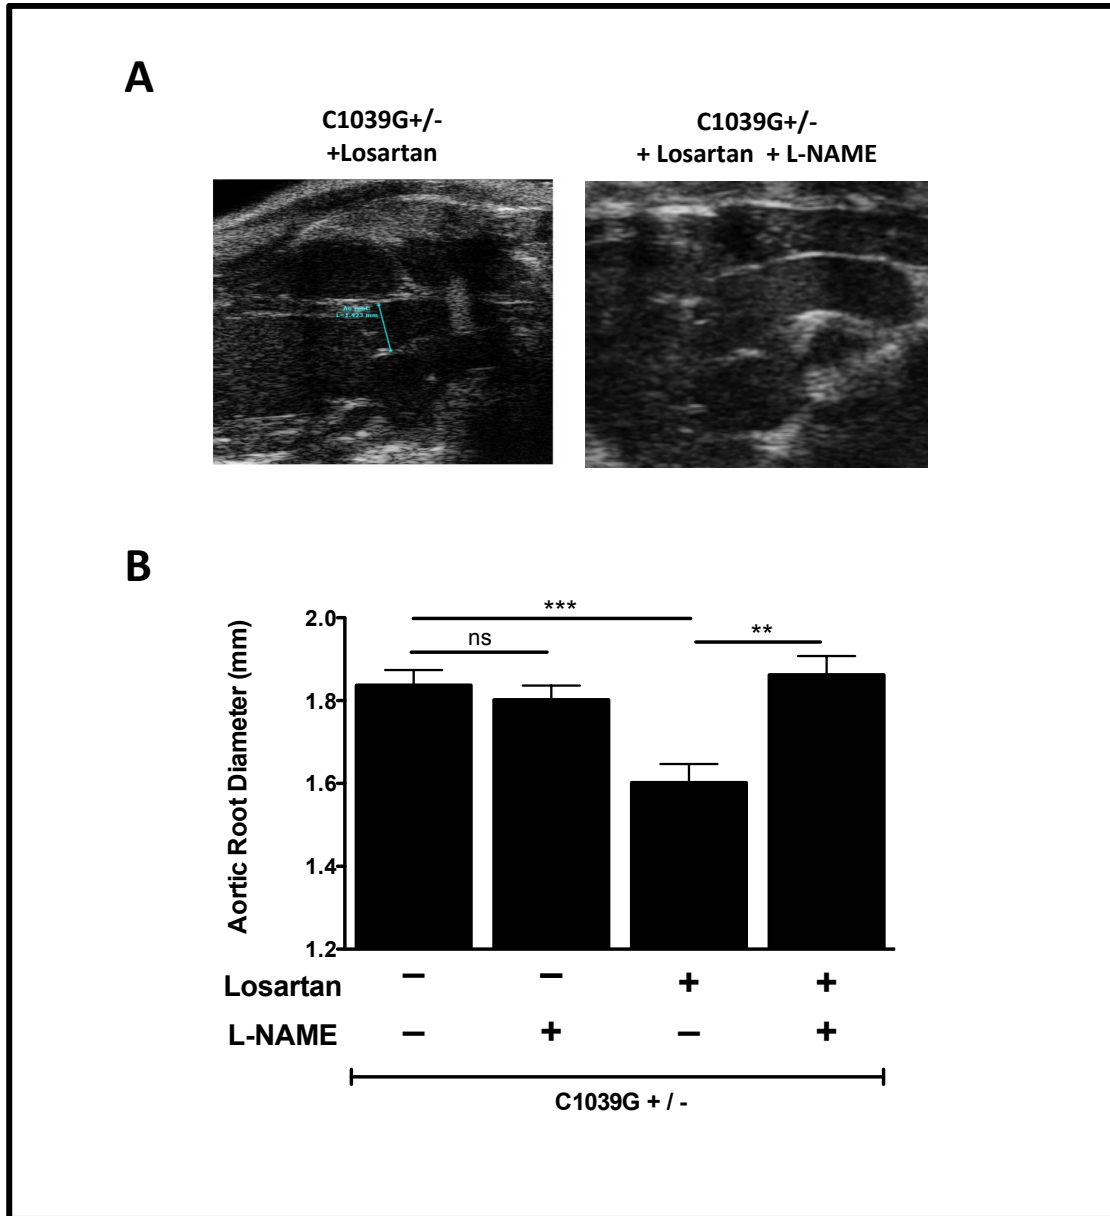 A
C1039G+/-
+Losartan
C1039G+/-
+ Losartan + L-NAME
B
Aortic Root Diameter (mm)
2.0
1.8
1.6
1.4
1.2
***
ns
**
Losartan − − + +
L-NAME − + − +
C1039G + / -